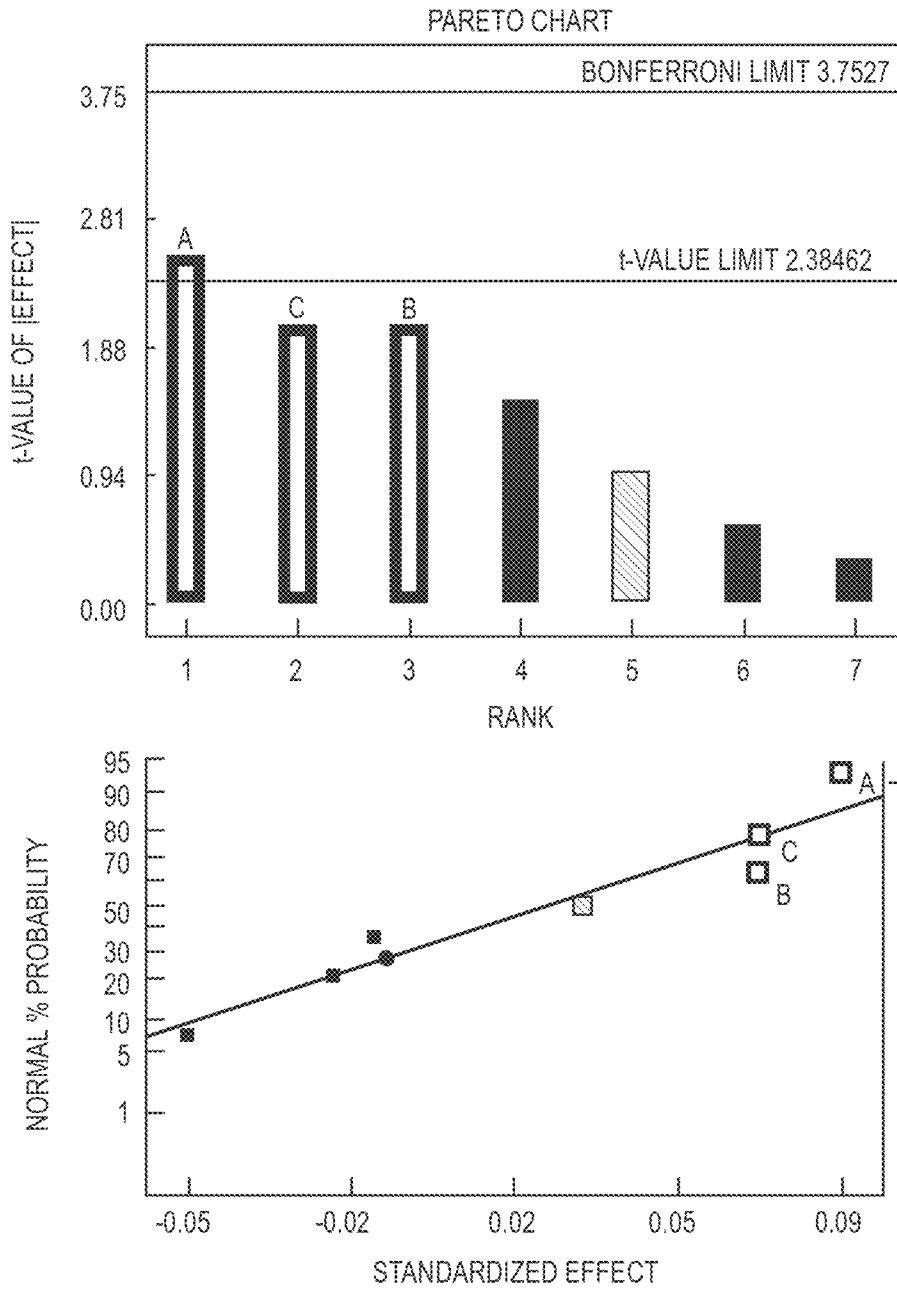 PARETO CHART
BONFERRONI LIMIT 3.7527
3.75
2.81
A
t-VALUE LIMIT 2.38462
C
B
1.88
0.94
0.00
t-VALUE OF |EFFECT|
1 2 3 4 5 6 7
RANK
95
90
80
70
50
30
20
10
5
1
A
C
B
NORMAL % PROBABILITY
-0.05 -0.02 0.02 0.05 0.09
STANDARDIZED EFFECT